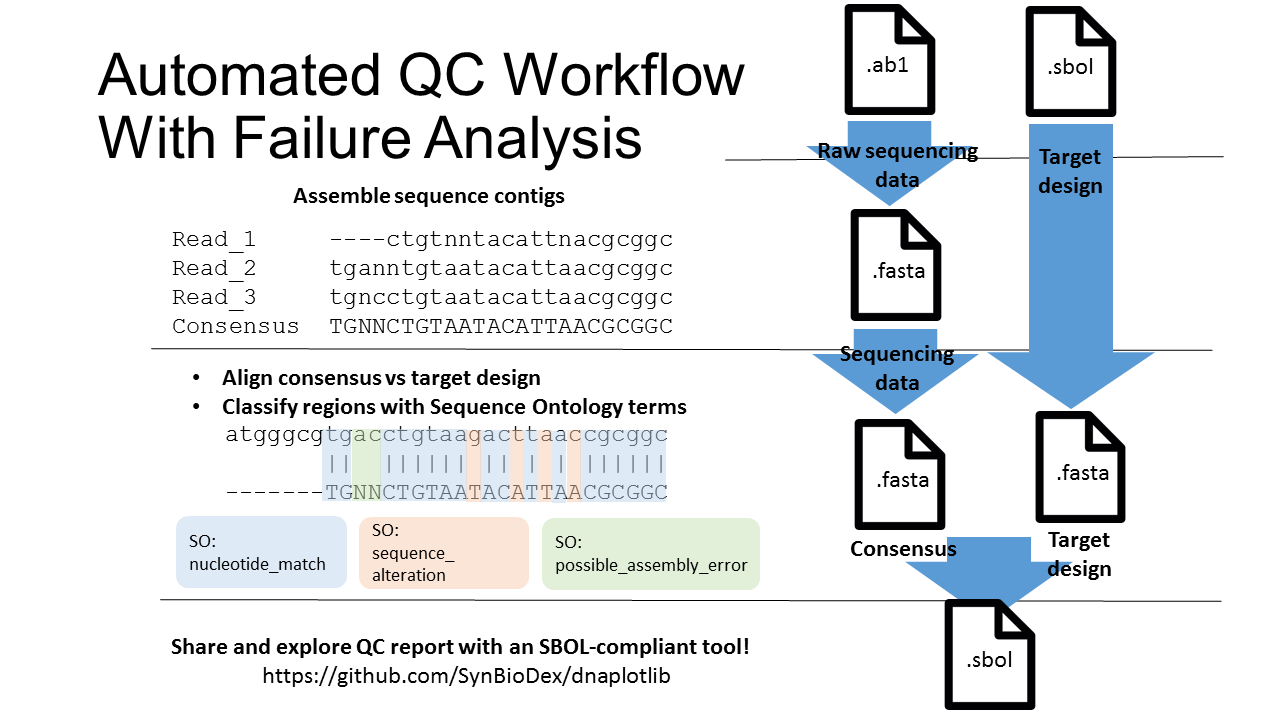 Automated QC Workflow
With Failure Analysis
.ab1
.sbol
Raw sequencing
data
Target
design
Assemble sequence contigs
Read_1 ----ctgtnntacattnacgcggc
Read_2 tganntgtaatacattaacgcggc
Read_3 tgncctgtaatacattaacgcggc
Consensus TGNNCTGTAATACATTAACGCGGC
.fasta
Sequencing
data
• Align consensus vs target design
• Classify regions with Sequence Ontology terms
atgggcgtgacctgtaagacttaaccgcggc
|| |||||| || | | ||||||
-------TGNNCTGTAATACATTAACGCGGC
SO:
nucleotide_match
SO:
sequence_
alteration
SO:
possible_assembly_error
.fasta
.fasta
Consensus
Target
design
Share and explore QC report with an SBOL-compliant tool!
https://github.com/SynBioDex/dnaplotlib
.sbol